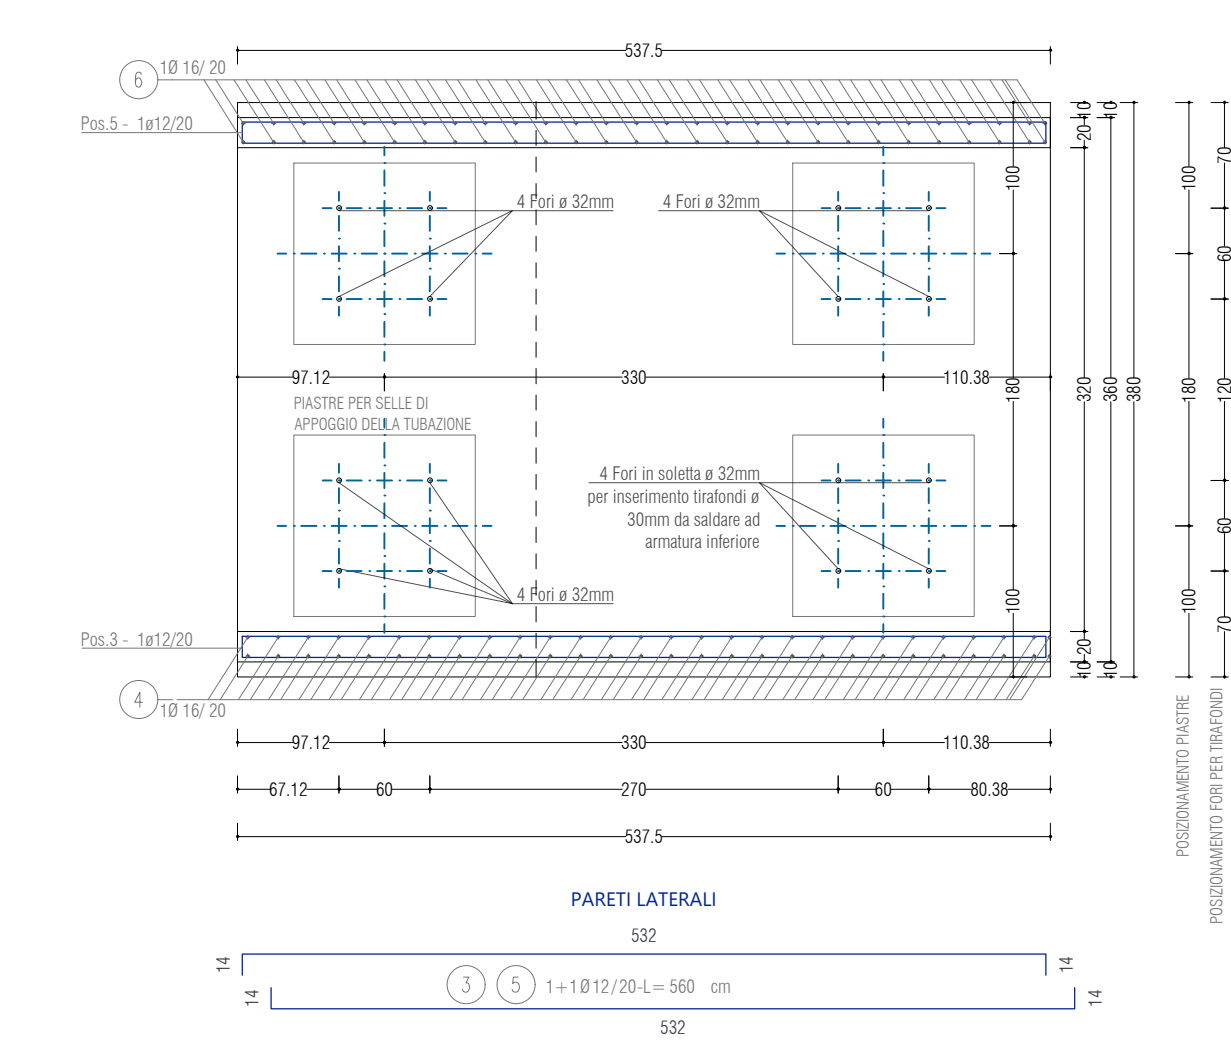 537.5
6
1Ø 16/ 20
Pos.5 - 1ø12/20
10
10
20
100
100
70
4 Fori ø 32mm
4 Fori ø 32mm
60
97.12
330
110.38
180
320
360
380
180
120
PIASTRE PER SELLE DI
APPOGGIO DELLA TUBAZIONE
4 Fori in soletta ø 32mm
per inserimento tirafondi ø
30mm da saldare ad
armatura inferiore
60
4 Fori ø 32mm
100
100
70
Pos.3 - 1ø12/20
20
10
10
4
1Ø 16/ 20
POSIZIONAMENTO PIASTRE
POSIZIONAMENTO FORI PER TIRAFONDI
97.12
330
110.38
67.12
60
270
60
80.38
537.5
PARETI LATERALI
532
14
14
3
5
1+1Ø12/20-L= 560 cm
14
14
532